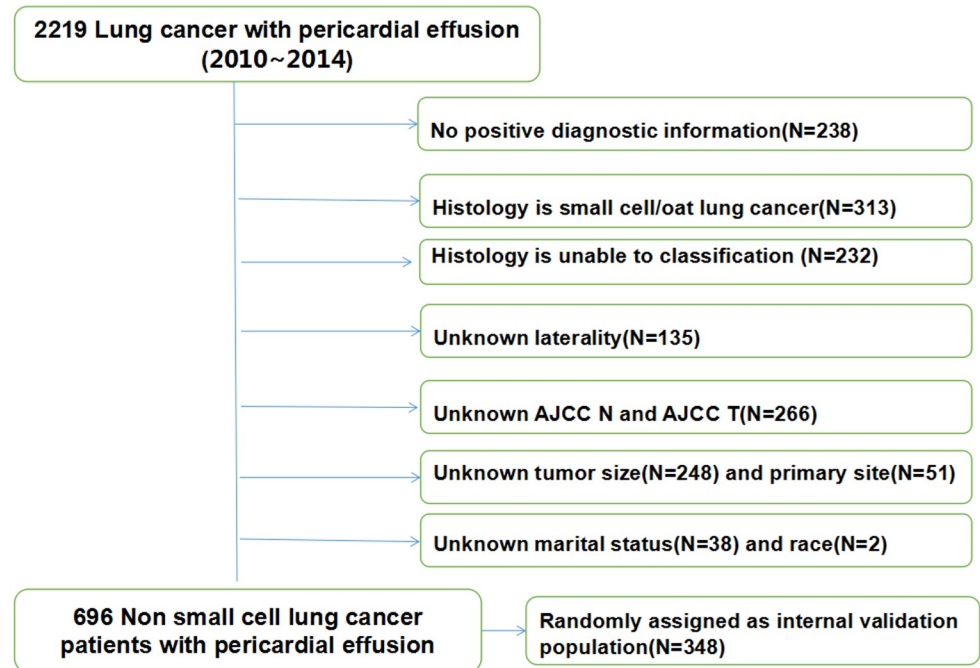 2219 Lung cancer with pericardial effusion
(2010~2014)
No positive diagnostic information(N=238)
Histology is small cell/oat lung cancer(N=313)
Histology is unable to classification (N=232)
Unknown laterality(N=135)
Unknown AJCC N and AJCC T(N=266)
Unknown tumor size(N=248) and primary site(N=51)
Unknown marital status(N=38) and race(N=2)
696 Non small cell lung cancer
patients with pericardial effusion
Randomly assigned as internal validation
population(N=348)